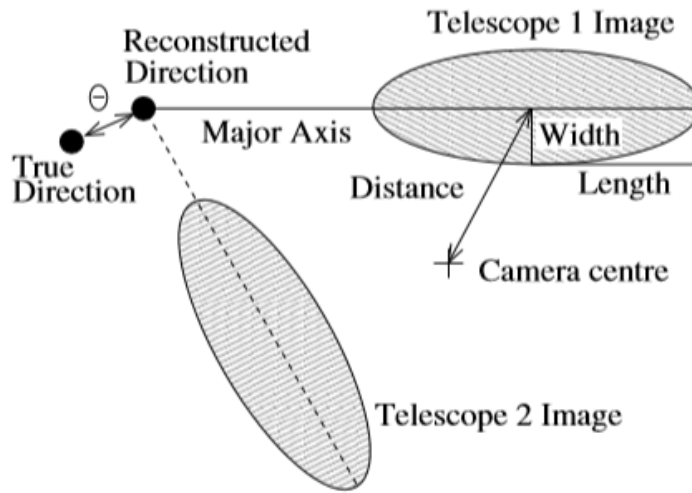 Telescope 1 Image
Reconstructed
Direction
Θ
Major Axis
Width
True
Direction
Distance
Length
Camera centre
Telescope 2 Image